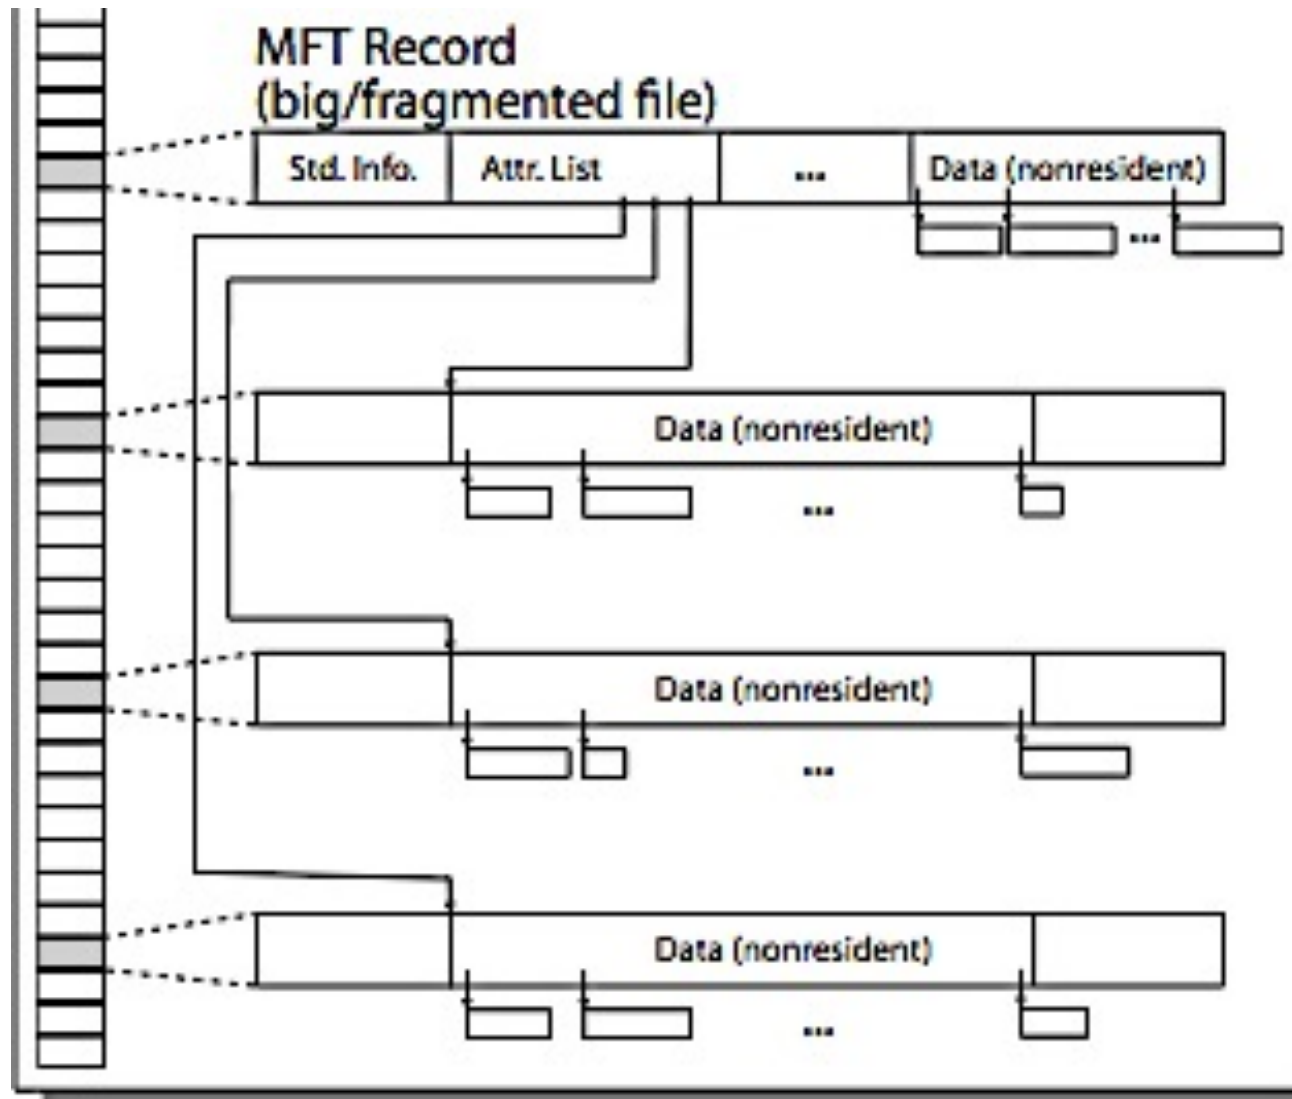 MFT Record
(big/fragmented file)
Std. Info. Attr. List ... Data (nonresident)
...
Data (nonresident)
...
Data (nonresident)
...
Data (nonresident)
...